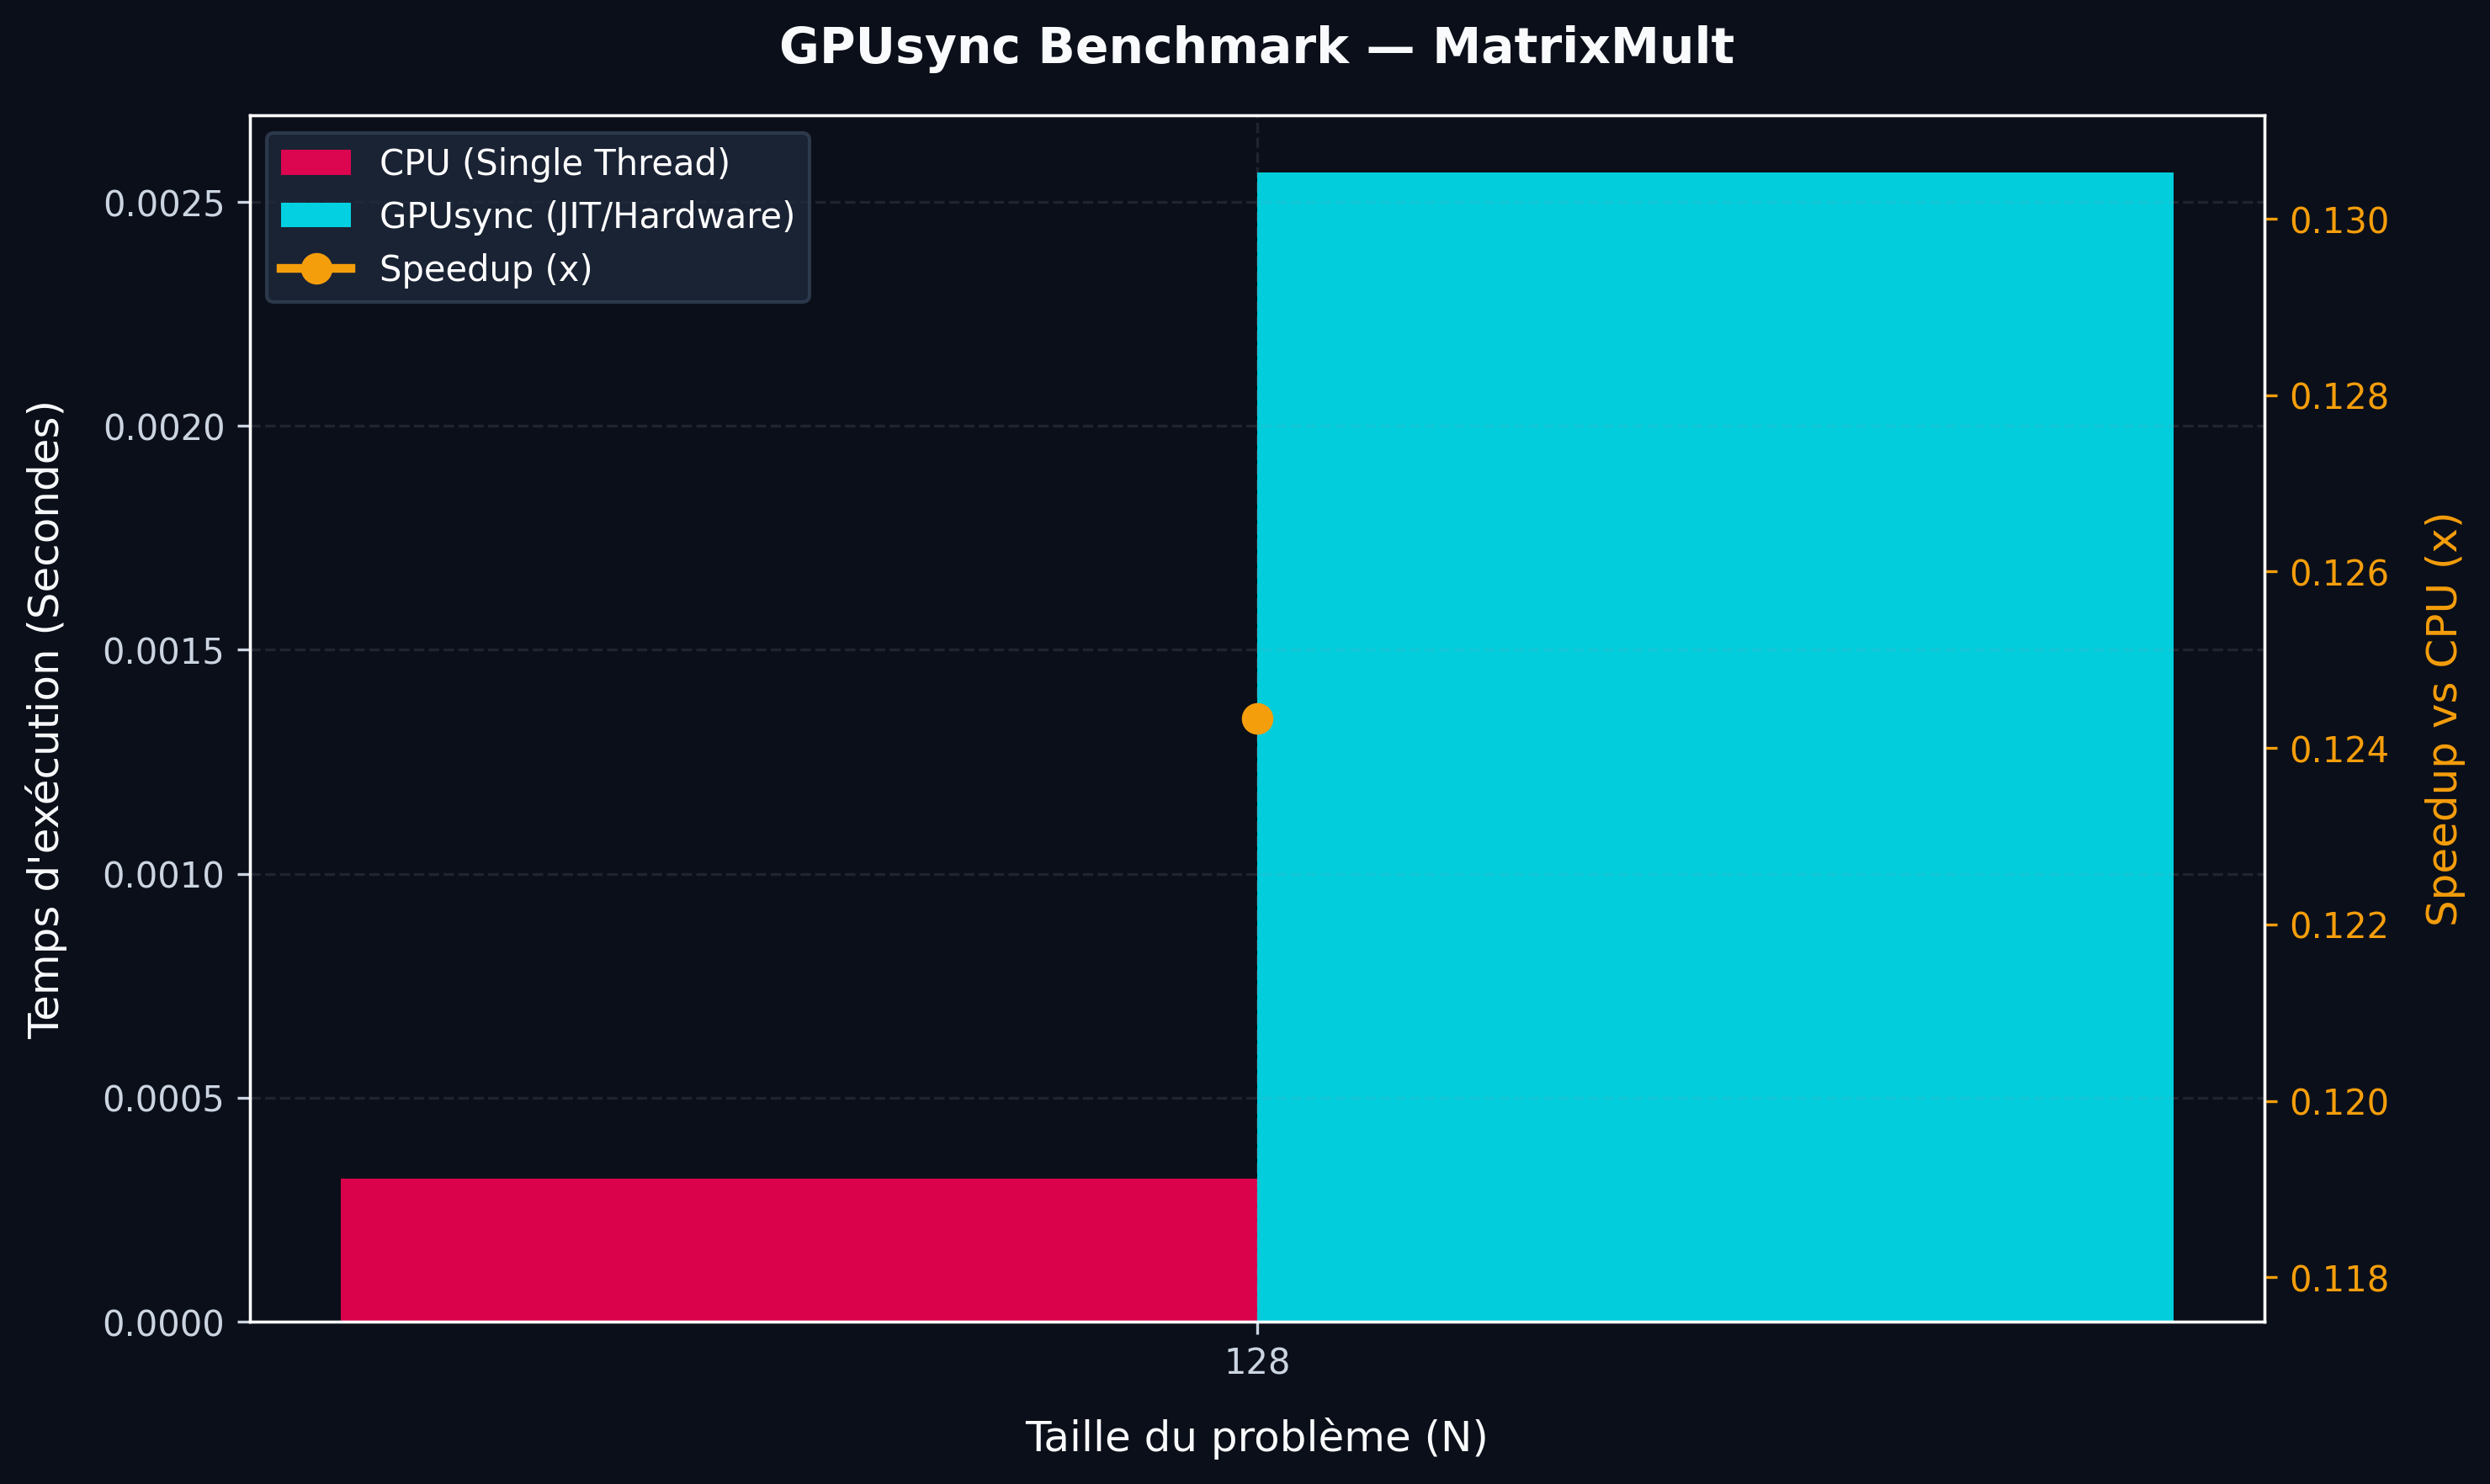 GPUsync Benchmark — MatrixMult
CPU (Single Thread)
GPUsync (JIT/Hardware)
Speedup (x)
Temps d'exécution (Secondes)
0.0025
0.0020
0.0015
0.0010
0.0005
0.0000
128
Taille du problème (N)
0.130
0.128
0.126
0.124
0.122
0.120
0.118
Speedup vs CPU (x)